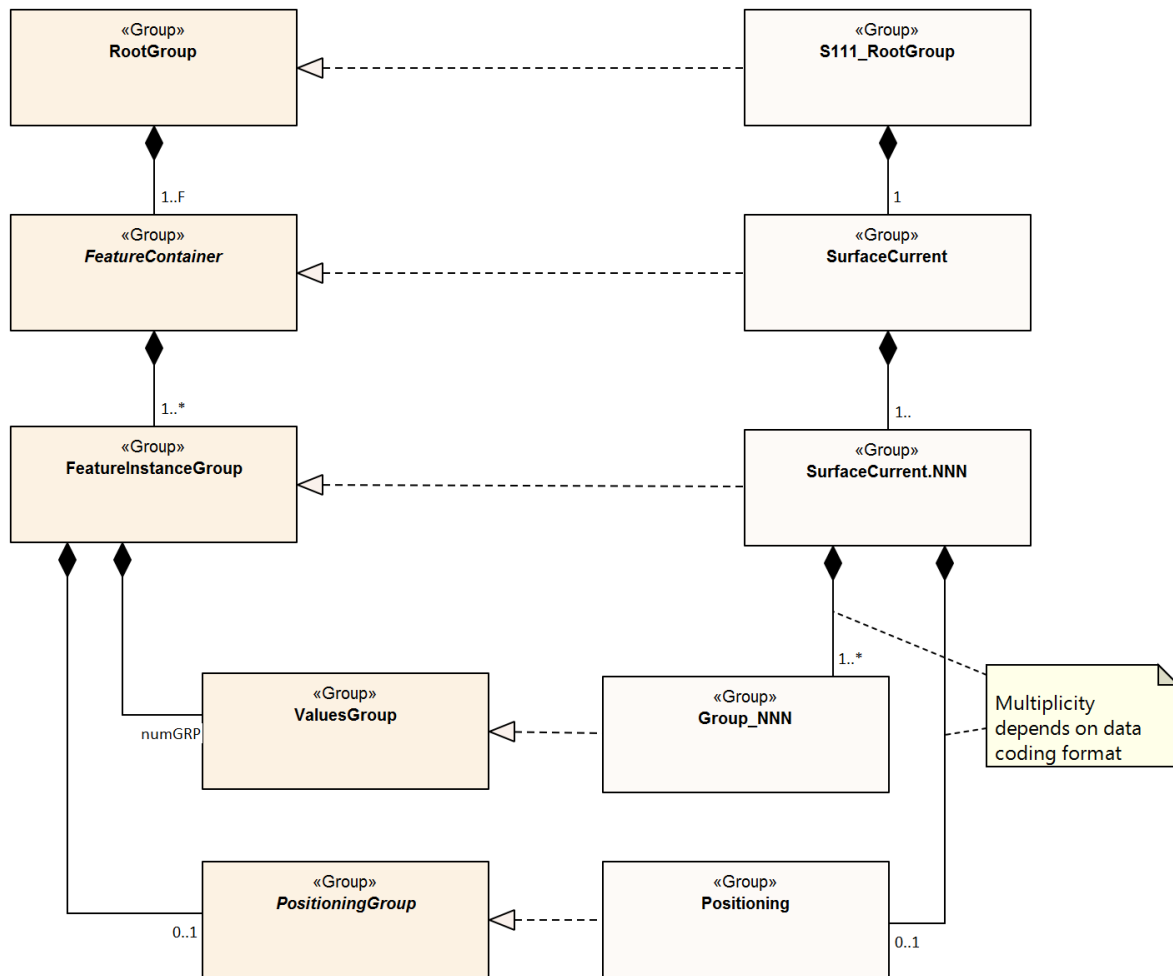 «Group»
RootGroup
«Group»
S111_RootGroup
1..F
1
«Group»
FeatureContainer
«Group»
SurfaceCurrent
1..*
1..
«Group»
FeatureInstanceGroup
«Group»
SurfaceCurrent.NNN
1..*
«Group»
ValuesGroup
numGRP
«Group»
Group_NNN
Multiplicity
depends on data
coding format
«Group»
PositioningGroup
0..1
«Group»
Positioning
0..1